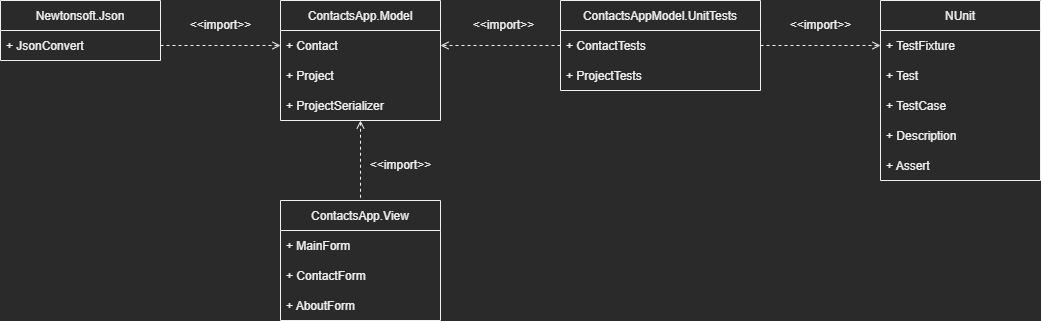 Newtonsoft.Json
+ JsonConvert
<<import>>
ContactsApp.Model
+ Contact
+ Project
+ ProjectSerializer
<<import>>
ContactsAppModel.UnitTests
+ ContactTests
+ ProjectTests
<<import>>
NUnit
+ TestFixture
+ Test
+ TestCase
+ Description
+ Assert
<<import>>
ContactsApp.View
+ MainForm
+ ContactForm
+ AboutForm